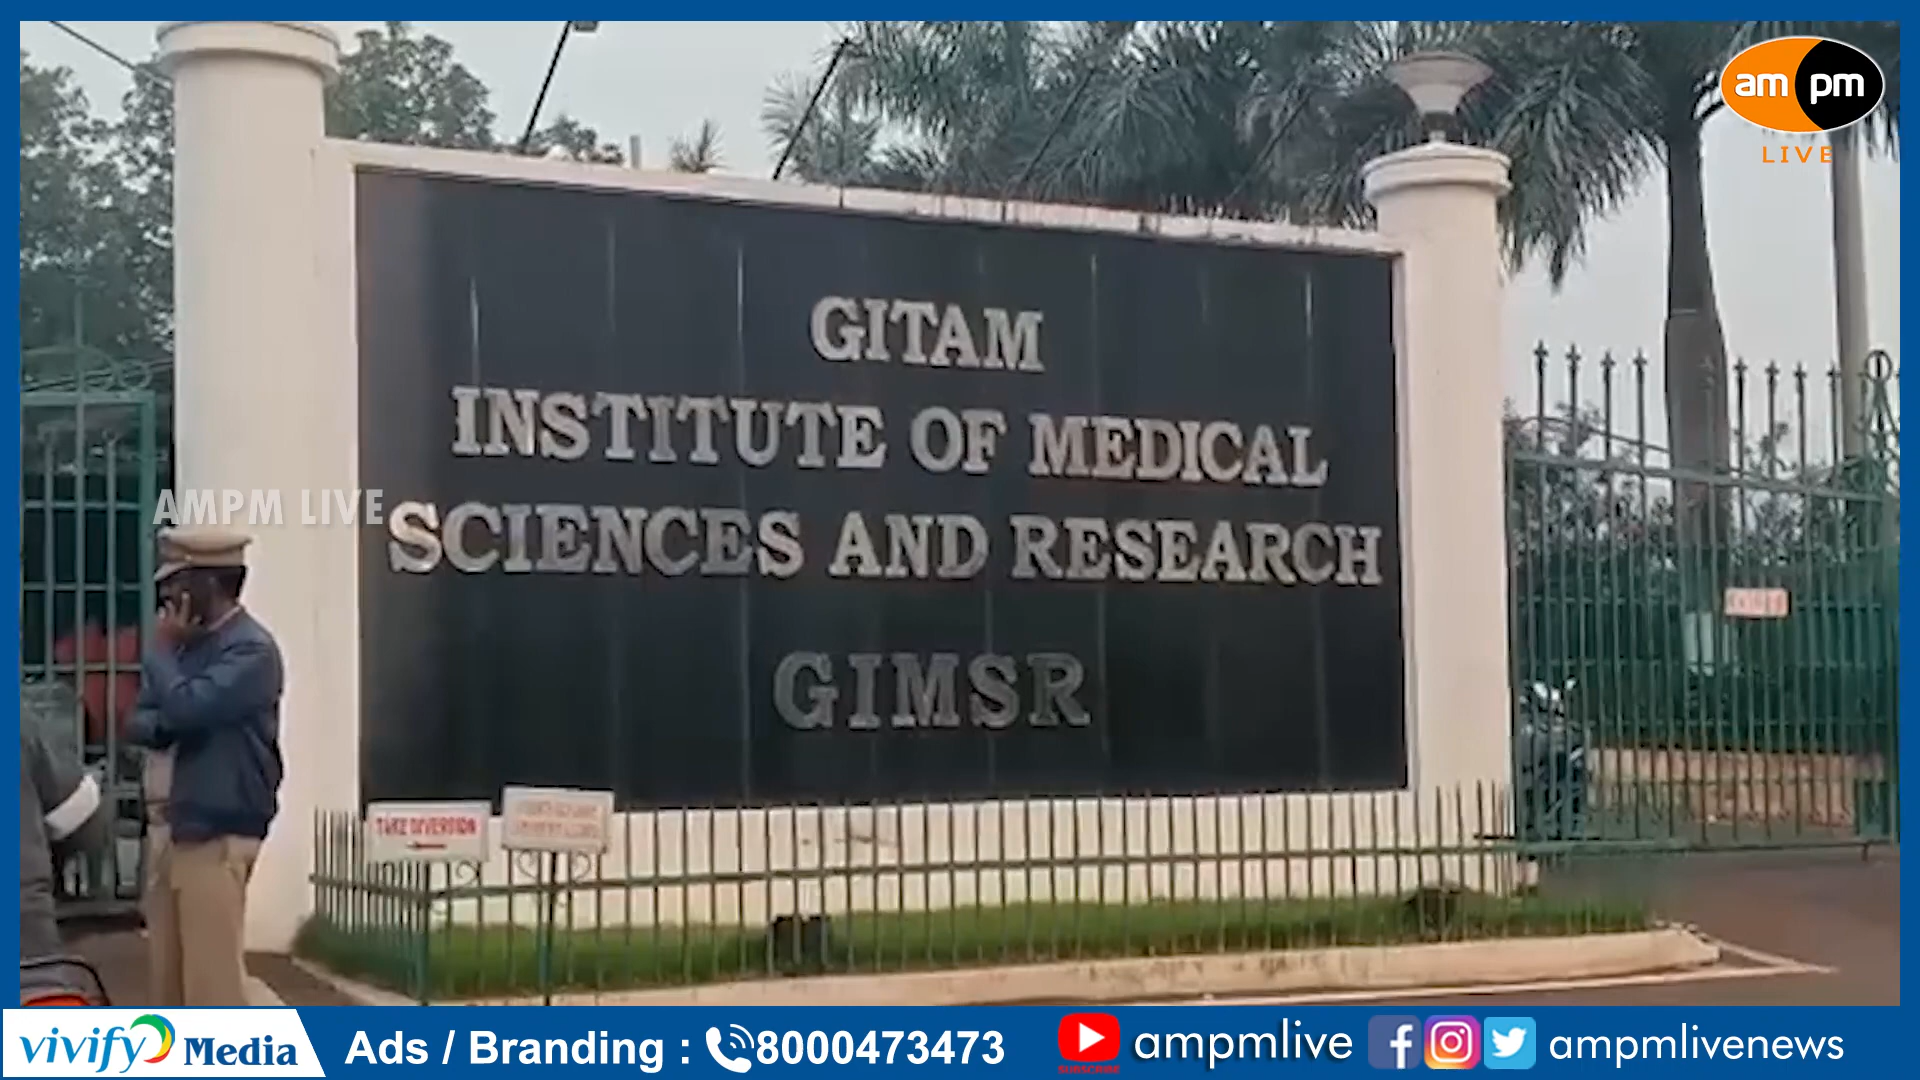 am pm
LIVE
GITAM
INSTITUTE OF MEDICAL
SCIENCES AND RESEARCH
GIMSR
AMPM LIVE
TAKE DIVERSION
vivify Media
Ads / Branding : 8000473473
SUBSCRIBE
ampmlive
ampmlivenews